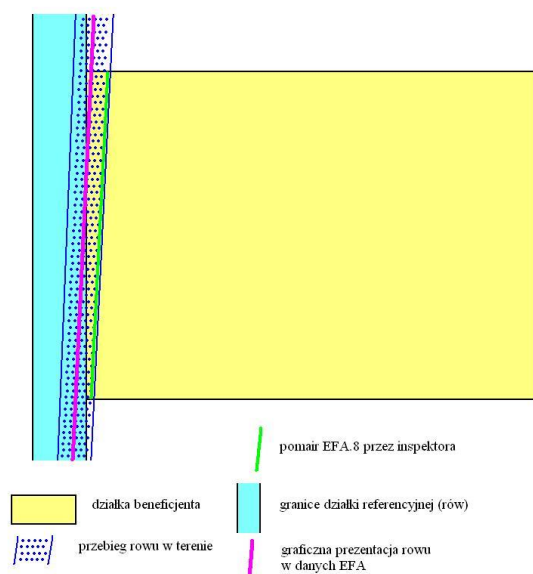 pomair EFA.8 przez inspektora
działka beneficjenta
granice działki referencyjnej (rów)
przebieg rowu w terenie
graficzna prezentacja rowu
w danych EFA